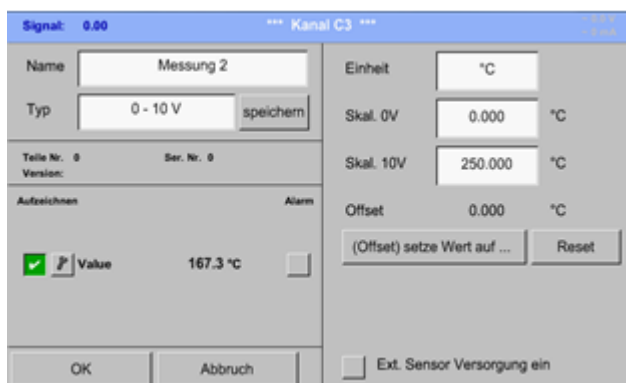 Signal: 0.00
*** Kanal C3 ***
Name Messung 2
Typ 0 - 10 V speichern
Teile Nr. 0 Ser. Nr. 0
Version:
Aufzeichnen Alarm
Value 167.3 °C
OK Abbruch
Einheit °C
Skal. 0V 0.000 °C
Skal. 10V 250.000 °C
Offset 0.000 °C
(Offset) setze Wert auf ... Reset
Ext. Sensor Versorgung ein